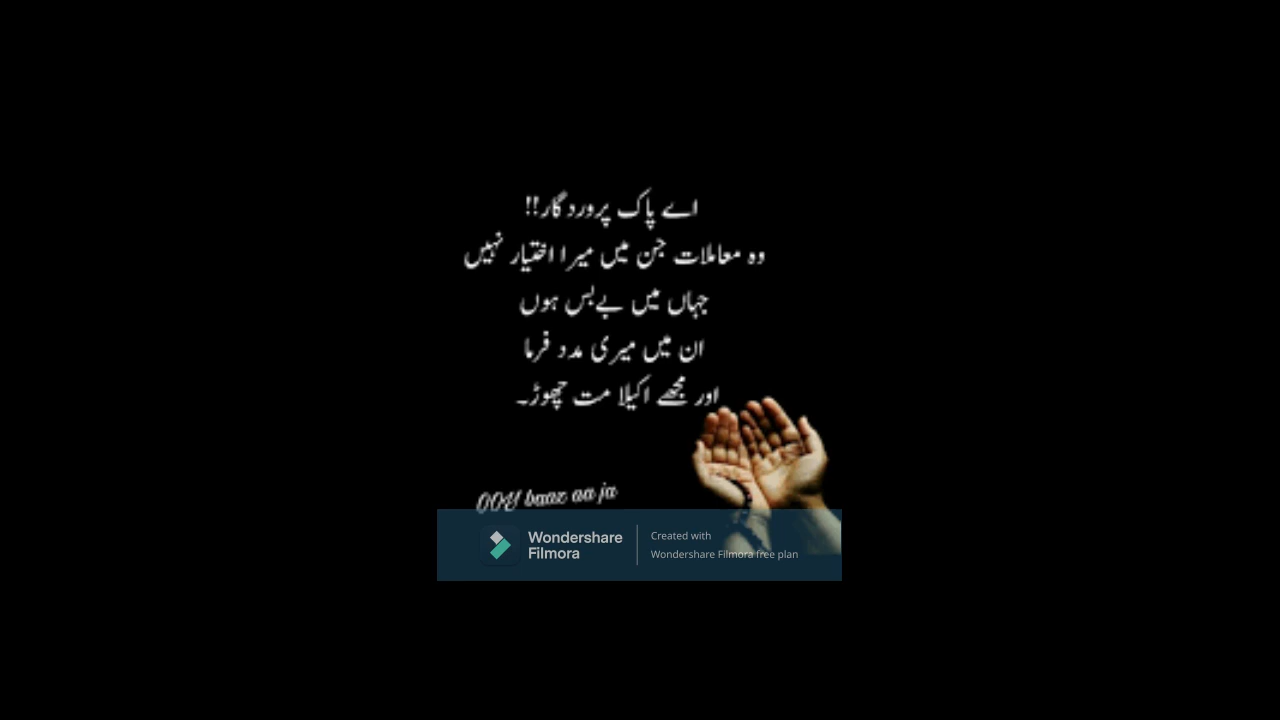 اے پاک پروردگار!!
وہ معاملات جن میں میرا اختیار نہیں
جہاں میں بے بس ہوں
ان میں میری مدد فرما
اور مجھے اکیلا مت چھوڑ۔
OOY baaz aa ja
Wondershare
Filmora
Created with
Wondershare Filmora free plan